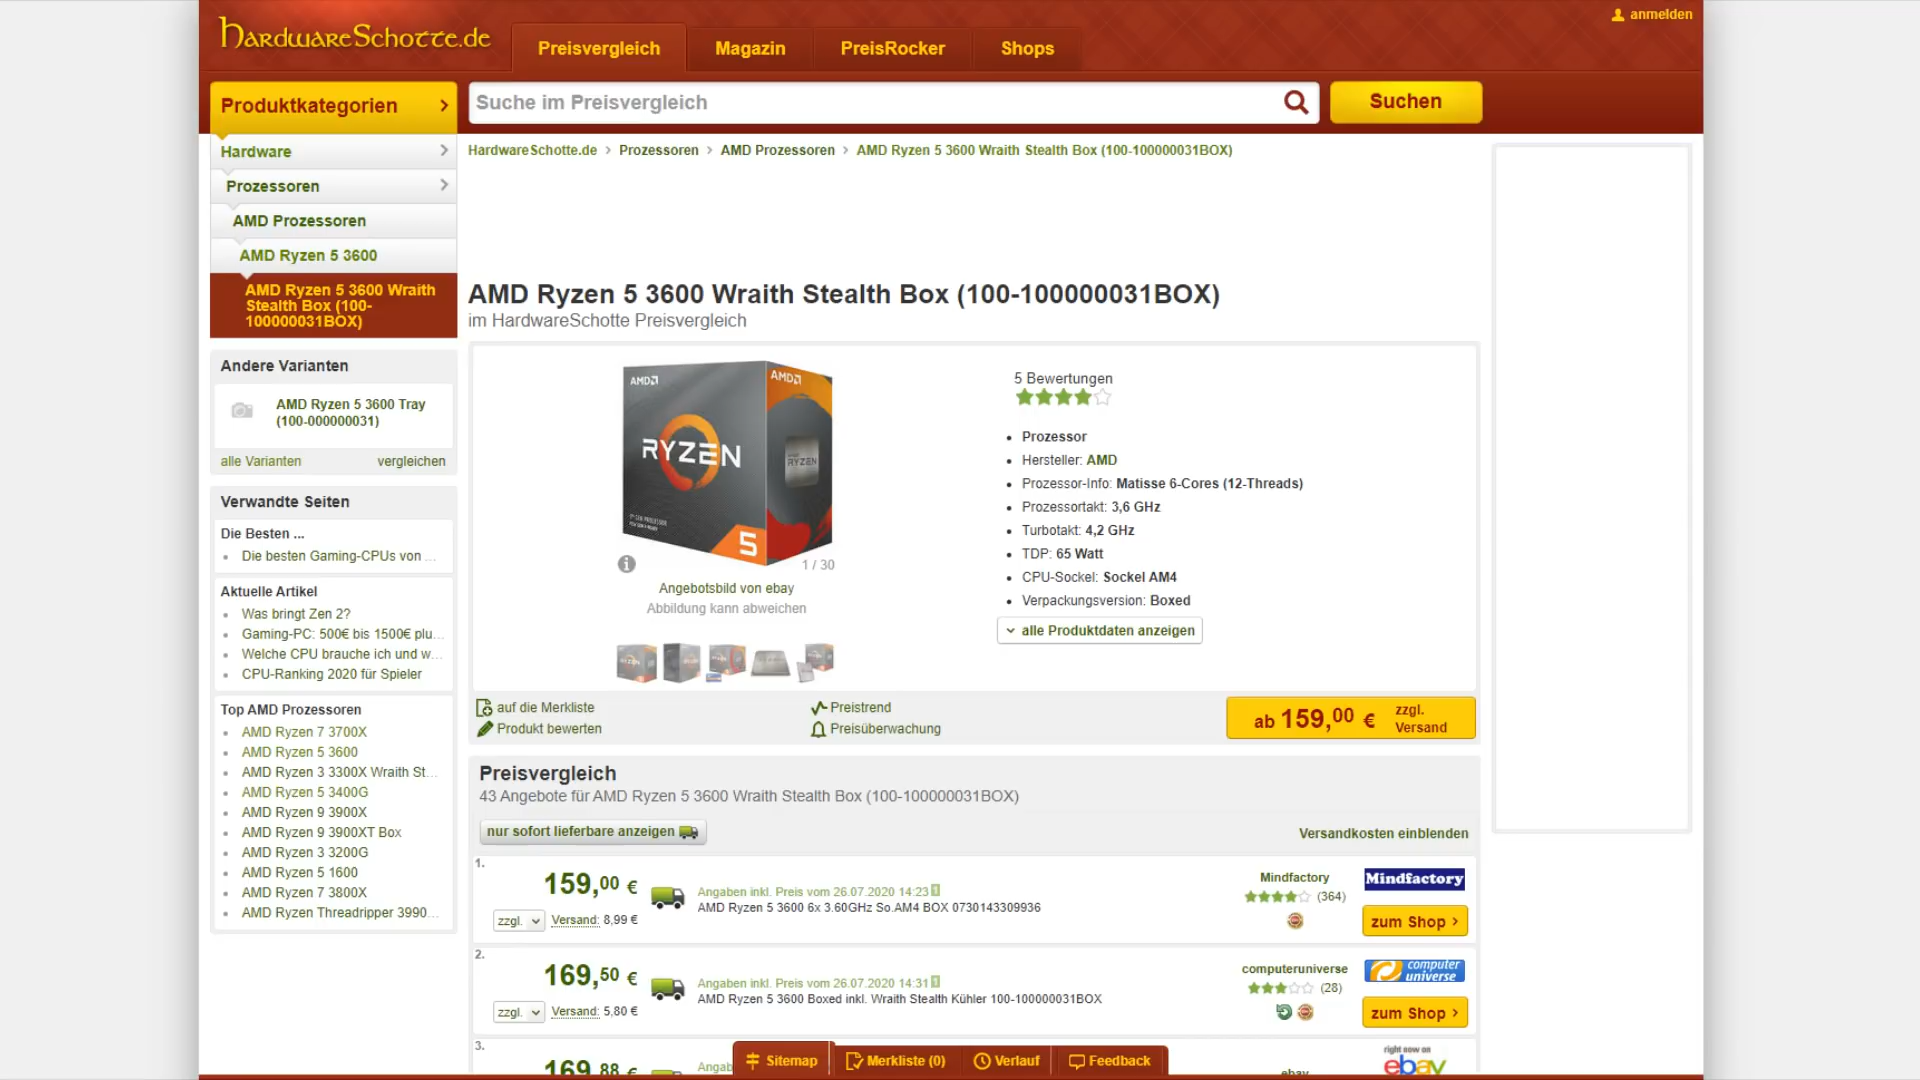 HardwareSchotte.de
Preisvergleich
Magazin
PreisRocker
Shops
anmelden
Produktkategorien
Suche im Preisvergleich
Suchen
Hardware
Prozessoren
AMD Prozessoren
AMD Ryzen 5 3600
AMD Ryzen 5 3600 Wraith
Stealth Box (100-
100000031BOX)
Andere Varianten
AMD Ryzen 5 3600 Tray
(100-000000031)
alle Varianten
vergleichen
Verwandte Seiten
Die Besten ...
Die besten Gaming-CPUs von ...
Aktuelle Artikel
Was bringt Zen 2?
Gaming-PC: 500€ bis 1500€ plu...
Welche CPU brauche ich und w...
CPU-Ranking 2020 für Spieler
Top AMD Prozessoren
AMD Ryzen 7 3700X
AMD Ryzen 5 3600
AMD Ryzen 3 3300X Wraith St...
AMD Ryzen 5 3400G
AMD Ryzen 9 3900X
AMD Ryzen 9 3900XT Box
AMD Ryzen 3 3200G
AMD Ryzen 5 1600
AMD Ryzen 7 3800X
AMD Ryzen Threadripper 3990...
HardwareSchotte.de > Prozessoren > AMD Prozessoren > AMD Ryzen 5 3600 Wraith Stealth Box (100-100000031BOX)
AMD Ryzen 5 3600 Wraith Stealth Box (100-100000031BOX)
im HardwareSchotte Preisvergleich
AMD
AMD
RYZEN
RYZEN
5
1 / 30
Angebotsbild von ebay
Abbildung kann abweichen
5 Bewertungen
Prozessor
Hersteller: AMD
Prozessor-Info: Matisse 6-Cores (12-Threads)
Prozessortakt: 3,6 GHz
Turbotakt: 4,2 GHz
TDP: 65 Watt
CPU-Sockel: Sockel AM4
Verpackungsversion: Boxed
alle Produktdaten anzeigen
auf die Merkliste
Produkt bewerten
Preistrend
Preisüberwachung
ab 159,00 € zzgl. Versand
Preisvergleich
43 Angebote für AMD Ryzen 5 3600 Wraith Stealth Box (100-100000031BOX)
nur sofort lieferbare anzeigen
Versandkosten einblenden
1.
159,00 €
zzgl. Versand: 8,99 €
Angaben inkl. Preis vom 26.07.2020 14:23
AMD Ryzen 5 3600 6x 3.60GHz So.AM4 BOX 0730143309936
Mindfactory
(364)
Mindfactory
zum Shop >
2.
169,50 €
zzgl. Versand: 5,80 €
Angaben inkl. Preis vom 26.07.2020 14:31
AMD Ryzen 5 3600 Boxed inkl. Wraith Stealth Kühler 100-100000031BOX
computeruniverse
(28)
computer
universe
zum Shop >
3.
169,88 €
Angab
ebay
right now on
ebay
Sitemap
Merkliste (0)
Verlauf
Feedback